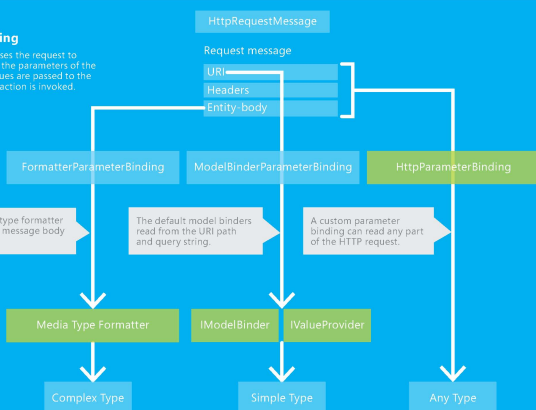 HttpRequestMessage
ing
ses the request to
the parameters of the
ues are passed to the
action is invoked.
Request message
URI
Headers
Entity-body
FormatterParameterBinding
ModelBinderParameterBinding
HttpParameterBinding
type formatter
message body
The default model binders
read from the URI path
and query string.
A custom parameter
binding can read any part
of the HTTP request.
Media Type Formatter
IModelBinder
IValueProvider
Complex Type
Simple Type
Any Type